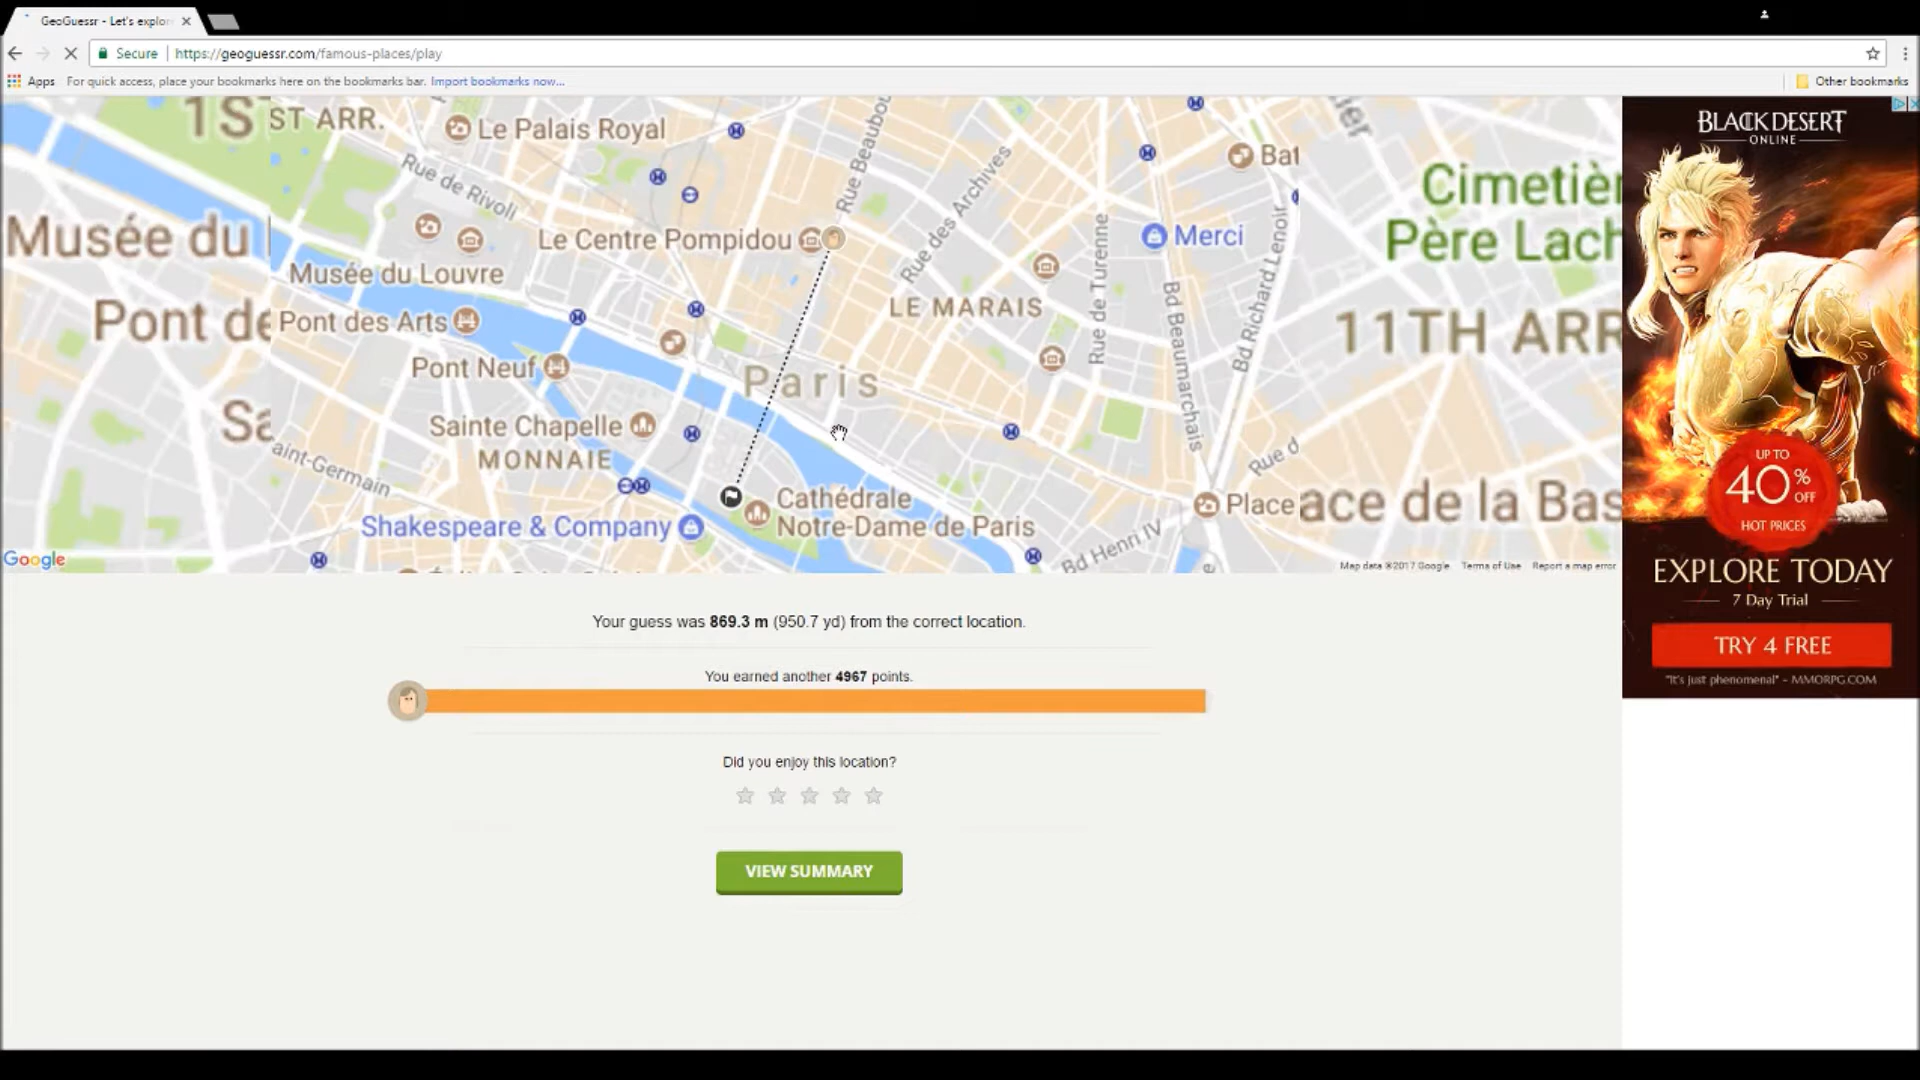 GeoGuessr - Let's explor
Secure | https://geoguessr.com/famous-places/play
Apps For quick access, place your bookmarks here on the bookmarks bar. Import bookmarks now... Other bookmarks
1S
ST ARR.
Le Palais Royal
Rue Beaubou
Rue de Rivoli
Rue des Archives
Bat
Cimetièr
Père Lach
Musée du
Le Centre Pompidou
Merci
Musée du Louvre
Rue de Turenne
Bd Richard Lenoir
Bd Beaumarchais
LE MARAIS
Pont de
Pont des Arts
11TH ARR
Pont Neuf
Paris
Sa
Sainte Chapelle
MONNAIE
aint-Germain
Rue d
Cathédrale
Notre-Dame de Paris
Place
ace de la Bas
Shakespeare & Company
Bd Henri IV
Google
Map data ©2017 Google Terms of Use Report a map error
Your guess was 869.3 m (950.7 yd) from the correct location.
You earned another 4967 points.
Did you enjoy this location?
VIEW SUMMARY
BLACK DESERT
ONLINE
UP TO
40% OFF
HOT PRICES
EXPLORE TODAY
7 Day Trial
TRY 4 FREE
"It's just phenomenal" - MMORPG.COM